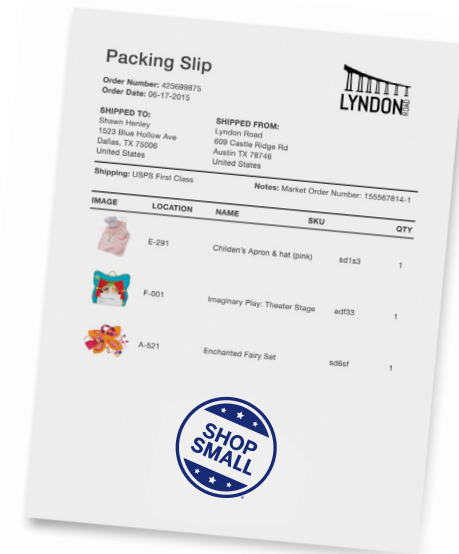 Packing Slip
Order Number: 425699875
Order Date: 06-17-2015
LYNDON ROAD
SHIPPED TO:
Shawn Henley
1523 Blue Hollow Ave
Dallas, TX 75006
United States
SHIPPED FROM:
Lyndon Road
609 Castle Ridge Rd
Austin TX 78746
United States
Shipping: USPS First Class
Notes: Market Order Number: 155567814-1
IMAGE LOCATION NAME SKU QTY
E-291 Childen's Apron & hat (pink) sd1s3 1
F-001 Imaginary Play: Theater Stage adf33 1
A-521 Enchanted Fairy Set sd6sf 1
SHOP
SMALL